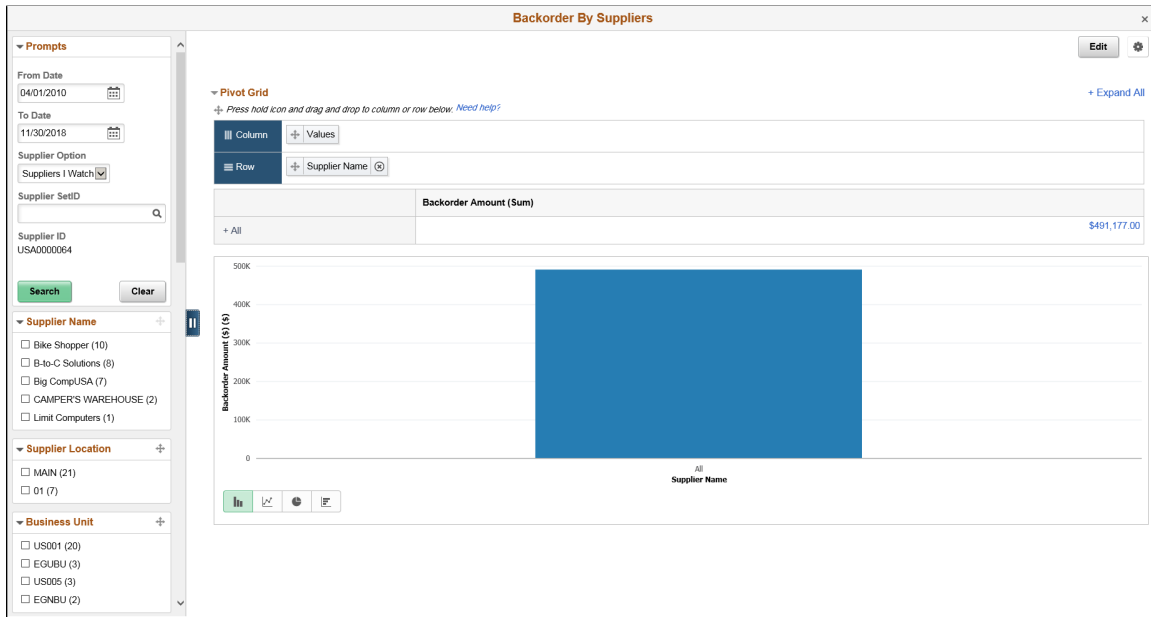 Backorder By Suppliers
×
Prompts
From Date
04/01/2010
To Date
11/30/2018
Supplier Option
Suppliers I Watch
Supplier SetID
Supplier ID
USA0000064
Search Clear
Supplier Name
Bike Shopper (10)
B-to-C Solutions (8)
Big CompUSA (7)
CAMPER'S WAREHOUSE (2)
Limit Computers (1)
Supplier Location
MAIN (21)
01 (7)
Business Unit
US001 (20)
EGUBU (3)
US005 (3)
EGNBU (2)
Edit
Pivot Grid
+ Expand All
Press hold icon and drag and drop to column or row below. Need help?
Column Values
Row Supplier Name
Backorder Amount (Sum)
+ All $491,177.00
500K
400K
300K
200K
100K
0
Backorder Amount ($) ($)
All
Supplier Name